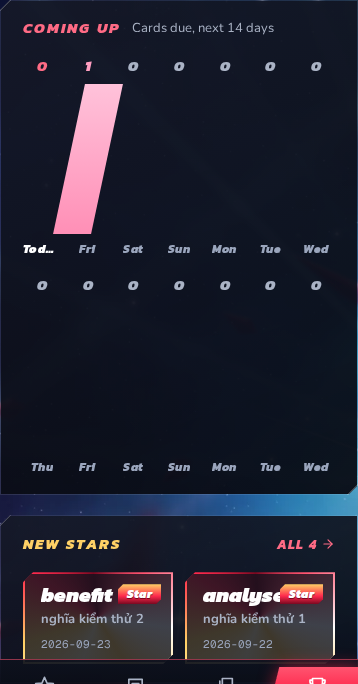 COMING UP Cards due, next 14 days
0 1 0 0 0 0 0
Tod... Fri Sat Sun Mon Tue Wed
0 0 0 0 0 0 0
Thu Fri Sat Sun Mon Tue Wed
NEW STARS ALL 4 →
benefit Star analyse Star
nghĩa kiểm thử 2 nghĩa kiểm thử 1
2026-09-23 2026-09-22